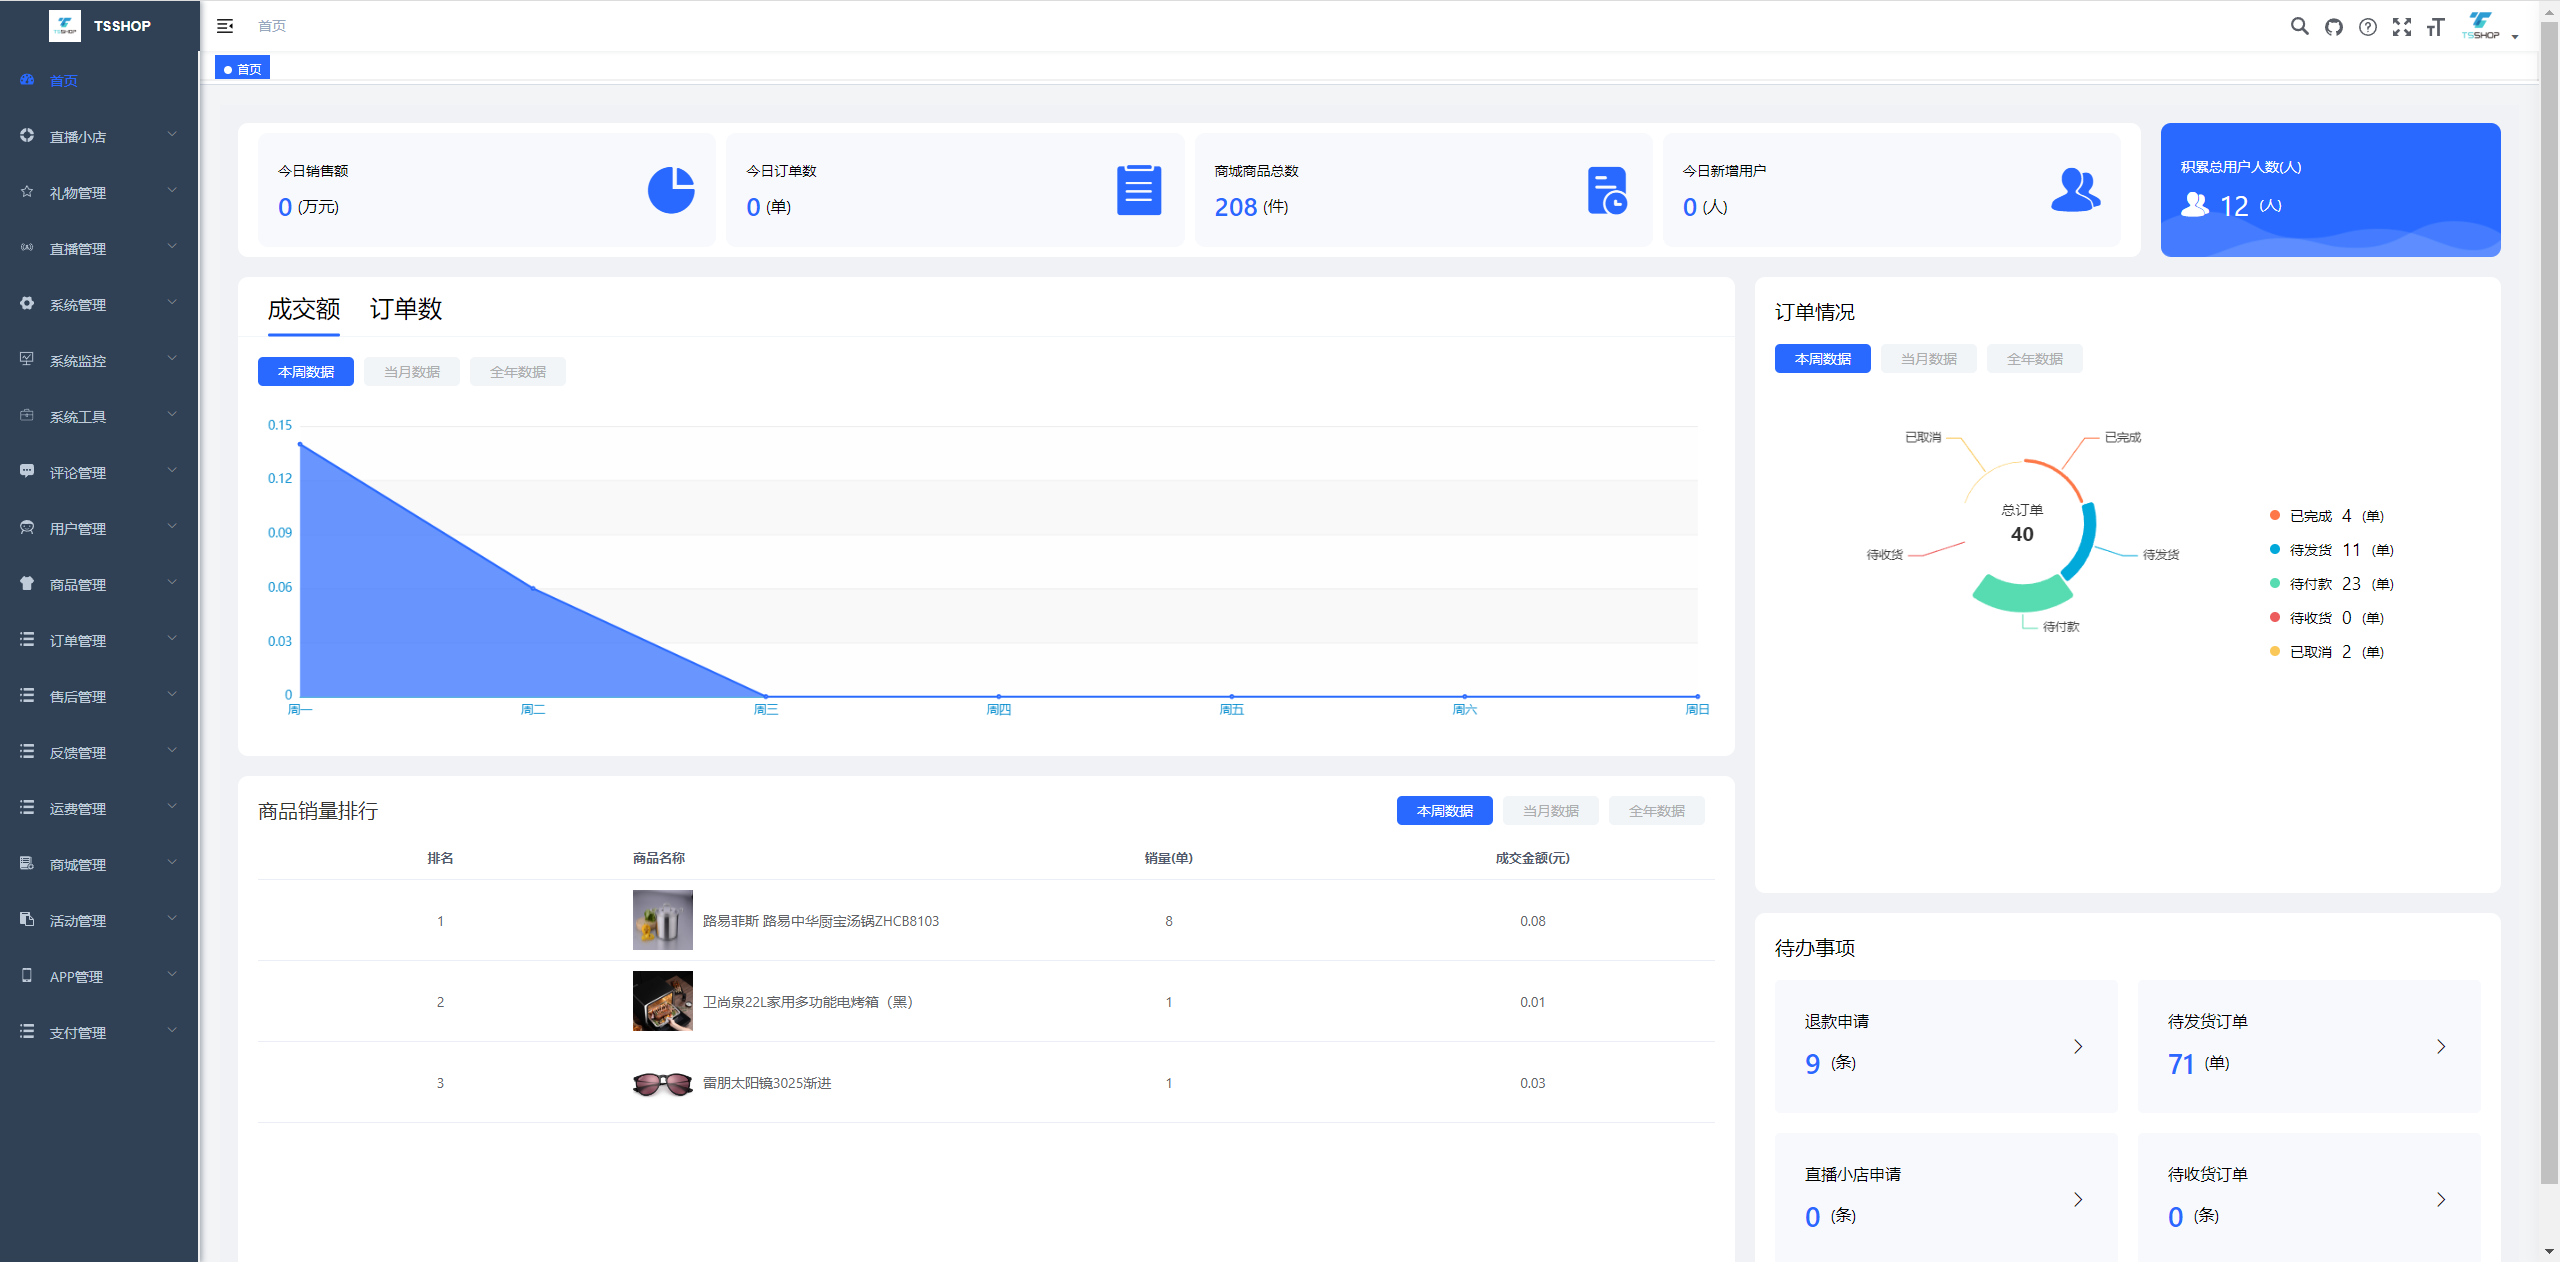 TSSHOP
首页
直播小店
礼物管理
直播管理
系统管理
系统监控
系统工具
评论管理
用户管理
商品管理
订单管理
售后管理
反馈管理
运费管理
商城管理
活动管理
APP管理
支付管理
首页
TSSHOP
首页
今日销售额
0 (万元)
今日订单数
0 (单)
商城商品总数
208 (件)
今日新增用户
0 (人)
积累总用户人数(人)
12 (人)
成交额 订单数
本周数据 当月数据 全年数据
0.15
0.12
0.09
0.06
0.03
0
周一 周二 周三 周四 周五 周六 周日
订单情况
本周数据 当月数据 全年数据
已取消 已完成
总订单
40
待收货 待发货
待付款
已完成 4 (单)
待发货 11 (单)
待付款 23 (单)
待收货 0 (单)
已取消 2 (单)
商品销量排行
本周数据 当月数据 全年数据
排名 商品名称 销量(单) 成交金额(元)
1 路易菲斯 路易中华厨宝汤锅ZHCB8103 8 0.08
2 卫尚泉22L家用多功能电烤箱（黑） 1 0.01
3 雷朋太阳镜3025渐进 1 0.03
待办事项
退款申请
9 (条)
待发货订单
71 (单)
直播小店申请
0 (条)
待收货订单
0 (条)